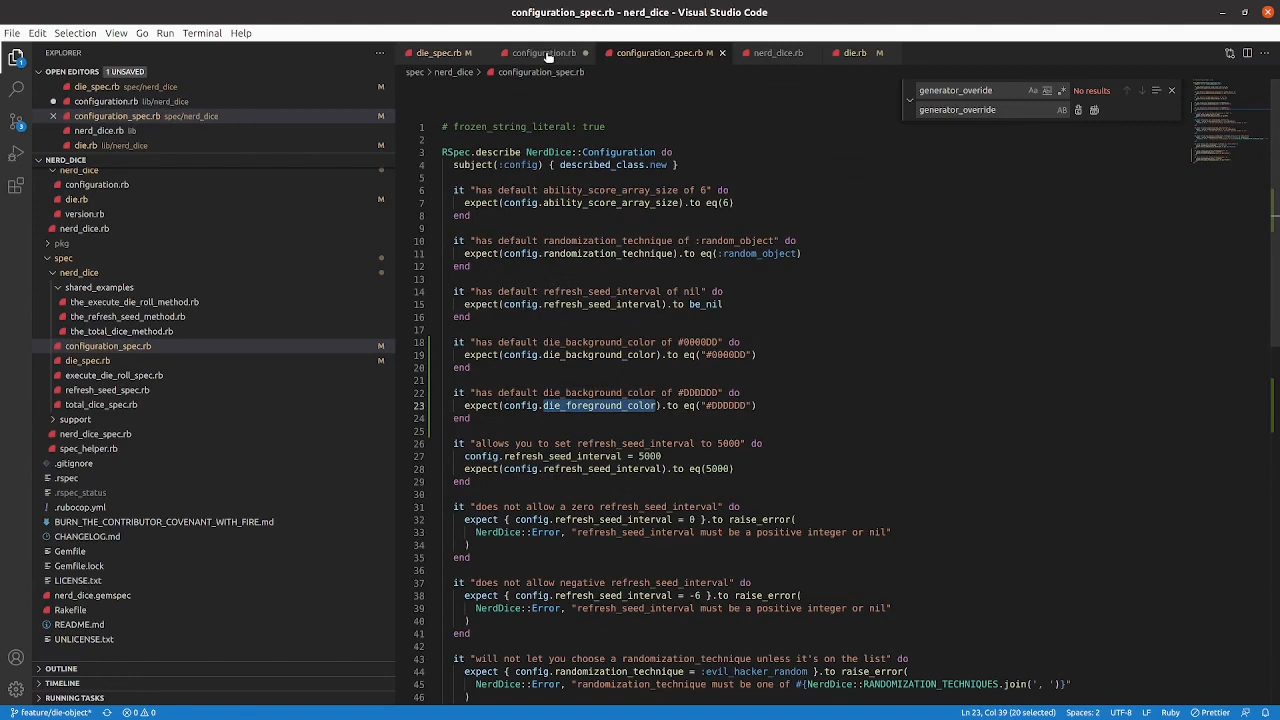 configuration_spec.rb - nerd_dice - Visual Studio Code
File Edit Selection View Go Run Terminal Help
EXPLORER
OPEN EDITORS 1 UNSAVED
die_spec.rb spec/nerd_dice
configuration.rb lib/nerd_dice
configuration_spec.rb spec/nerd_dice M
nerd_dice.rb lib
die.rb lib/nerd_dice M
NERD_DICE
nerd_dice
configuration.rb
die.rb M
version.rb
nerd_dice.rb
pkg
spec
nerd_dice
shared_examples
the_execute_die_roll_method.rb
the_refresh_seed_method.rb
the_total_dice_method.rb
configuration_spec.rb M
die_spec.rb M
execute_die_roll_spec.rb
refresh_seed_spec.rb
total_dice_spec.rb
support
nerd_dice_spec.rb
spec_helper.rb
.gitignore
.rspec
.rspec_status
.rubocop.yml
BURN_THE_CONTRIBUTOR_COVENANT_WITH_FIRE.md
CHANGELOG.md
Gemfile
Gemfile.lock
LICENSE.txt
nerd_dice.gemspec
Rakefile
README.md
UNLICENSE.txt
OUTLINE
TIMELINE
RUNNING TASKS
die_spec.rb M configuration.rb configuration_spec.rb M nerd_dice.rb die.rb M
spec > nerd_dice > configuration_spec.rb
generator_overide Aa AB No results
generator_override AB
1 # frozen_string_literal: true
2
3 RSpec.describe NerdDice::Configuration do
4 subject(:config) { described_class.new }
5
6 it "has default ability_score_array_size of 6" do
7 expect(config.ability_score_array_size).to eq(6)
8 end
9
10 it "has default randomization_technique of :random_object" do
11 expect(config.randomization_technique).to eq(:random_object)
12 end
13
14 it "has default refresh_seed_interval of nil" do
15 expect(config.refresh_seed_interval).to be_nil
16 end
17
18 it "has default die_background_color of #0000DD" do
19 expect(config.die_background_color).to eq("#0000DD")
20 end
21
22 it "has default die_background_color of #DDDDDD" do
23 expect(config.die_foreground_color).to eq("#DDDDDD")
24 end
25
26 it "allows you to set refresh_seed_interval to 5000" do
27 config.refresh_seed_interval = 5000
28 expect(config.refresh_seed_interval).to eq(5000)
29 end
30
31 it "does not allow a zero refresh_seed_interval" do
32 expect { config.refresh_seed_interval = 0 }.to raise_error(
33 NerdDice::Error, "refresh_seed_interval must be a positive integer or nil"
34 )
35 end
36
37 it "does not allow negative refresh_seed_interval" do
38 expect { config.refresh_seed_interval = -6 }.to raise_error(
39 NerdDice::Error, "refresh_seed_interval must be a positive integer or nil"
40 )
41 end
42
43 it "will not let you choose a randomization_technique unless it's on the list" do
44 expect { config.randomization_technique = :evil_hacker_random }.to raise_error(
45 NerdDice::Error, "randomization_technique must be one of #{NerdDice::RANDOMIZATION_TECHNIQUES.join(', ')}"
46 )
feature/die-object* 0 0 Ln 23, Col 39 (20 selected) Spaces: 2 UTF-8 LF Ruby Prettier